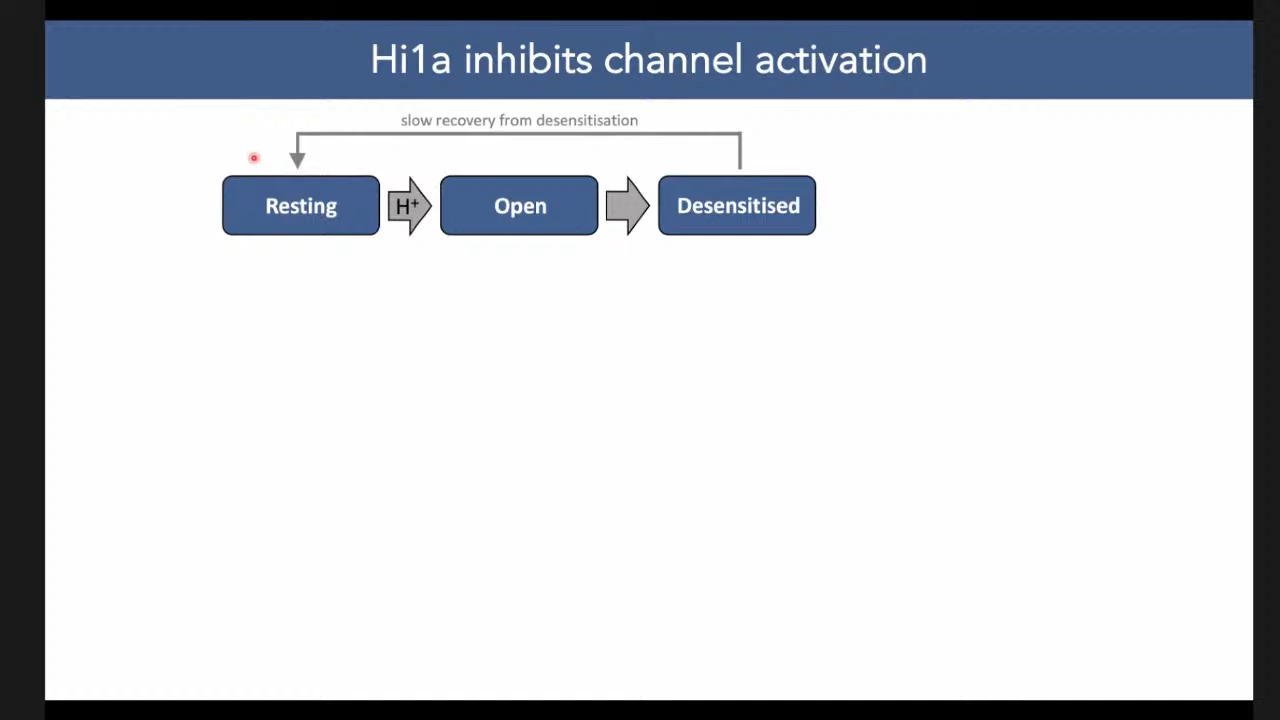 Hi1a inhibits channel activation
slow recovery from desensitisation
Resting
H⁺
Open
Desensitised